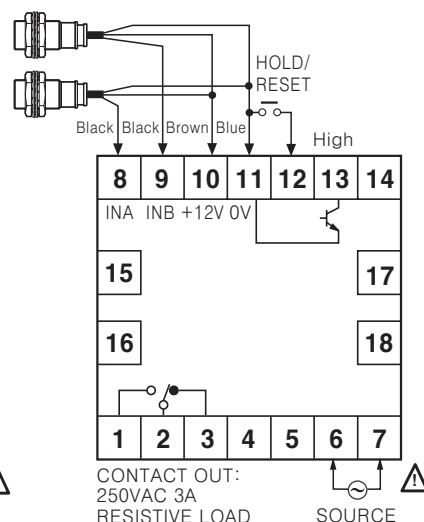 HOLD/
RESET
Black Black Brown Blue
High
8 9 10 11 12 13 14
INA INB +12V 0V
15 17
16 18
1 2 3 4 5 6 7
CONTACT OUT:
250VAC 3A
RESISTIVE LOAD
SOURCE